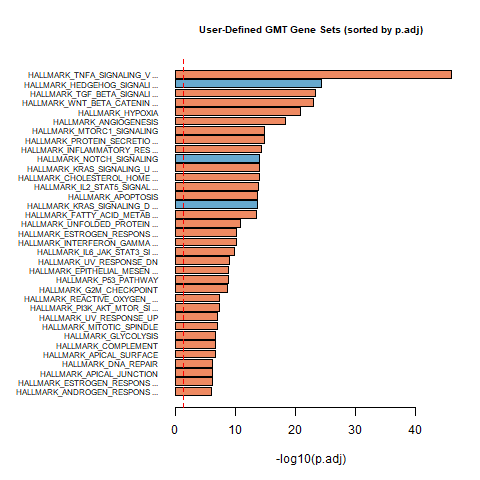 User-Defined GMT Gene Sets (sorted by p.adj)
HALLMARK_TNFA_SIGNALING_V ...
HALLMARK_HEDGEHOG_SIGNALI ...
HALLMARK_TGF_BETA_SIGNALI ...
HALLMARK_WNT_BETA_CATENIN ...
HALLMARK_HYPOXIA
HALLMARK_ANGIOGENESIS
HALLMARK_MTORC1_SIGNALING
HALLMARK_PROTEIN_SECRETIO ...
HALLMARK_INFLAMMATORY_RES ...
HALLMARK_NOTCH_SIGNALING
HALLMARK_KRAS_SIGNALING_U ...
HALLMARK_CHOLESTEROL_HOME ...
HALLMARK_IL2_STAT5_SIGNAL ...
HALLMARK_APOPTOSIS
HALLMARK_KRAS_SIGNALING_D ...
HALLMARK_FATTY_ACID_METAB ...
HALLMARK_UNFOLDED_PROTEIN ...
HALLMARK_ESTROGEN_RESPONS ...
HALLMARK_INTERFERON_GAMMA ...
HALLMARK_IL6_JAK_STAT3_SI ...
HALLMARK_UV_RESPONSE_DN
HALLMARK_EPITHELIAL_MESEN ...
HALLMARK_P53_PATHWAY
HALLMARK_G2M_CHECKPOINT
HALLMARK_REACTIVE_OXYGEN_ ...
HALLMARK_PI3K_AKT_MTOR_SI ...
HALLMARK_UV_RESPONSE_UP
HALLMARK_MITOTIC_SPINDLE
HALLMARK_GLYCOLYSIS
HALLMARK_COMPLEMENT
HALLMARK_APICAL_SURFACE
HALLMARK_DNA_REPAIR
HALLMARK_APICAL_JUNCTION
HALLMARK_ESTROGEN_RESPONS ...
HALLMARK_ANDROGEN_RESPONS ...
0 10 20 30 40
-log10(p.adj)